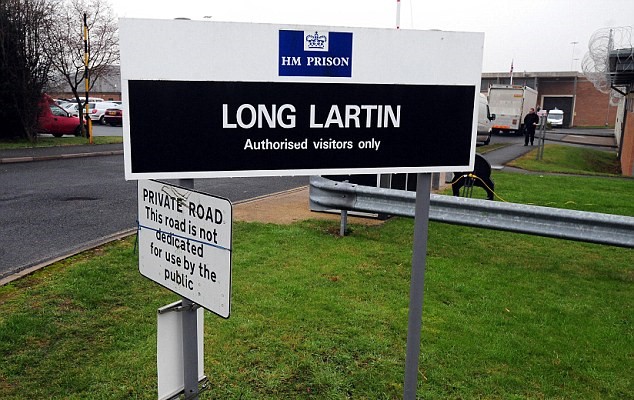 HM PRISON
LONG LARTIN
Authorised visitors only
PRIVATE ROAD
This road is not
dedicated
for use by the
public